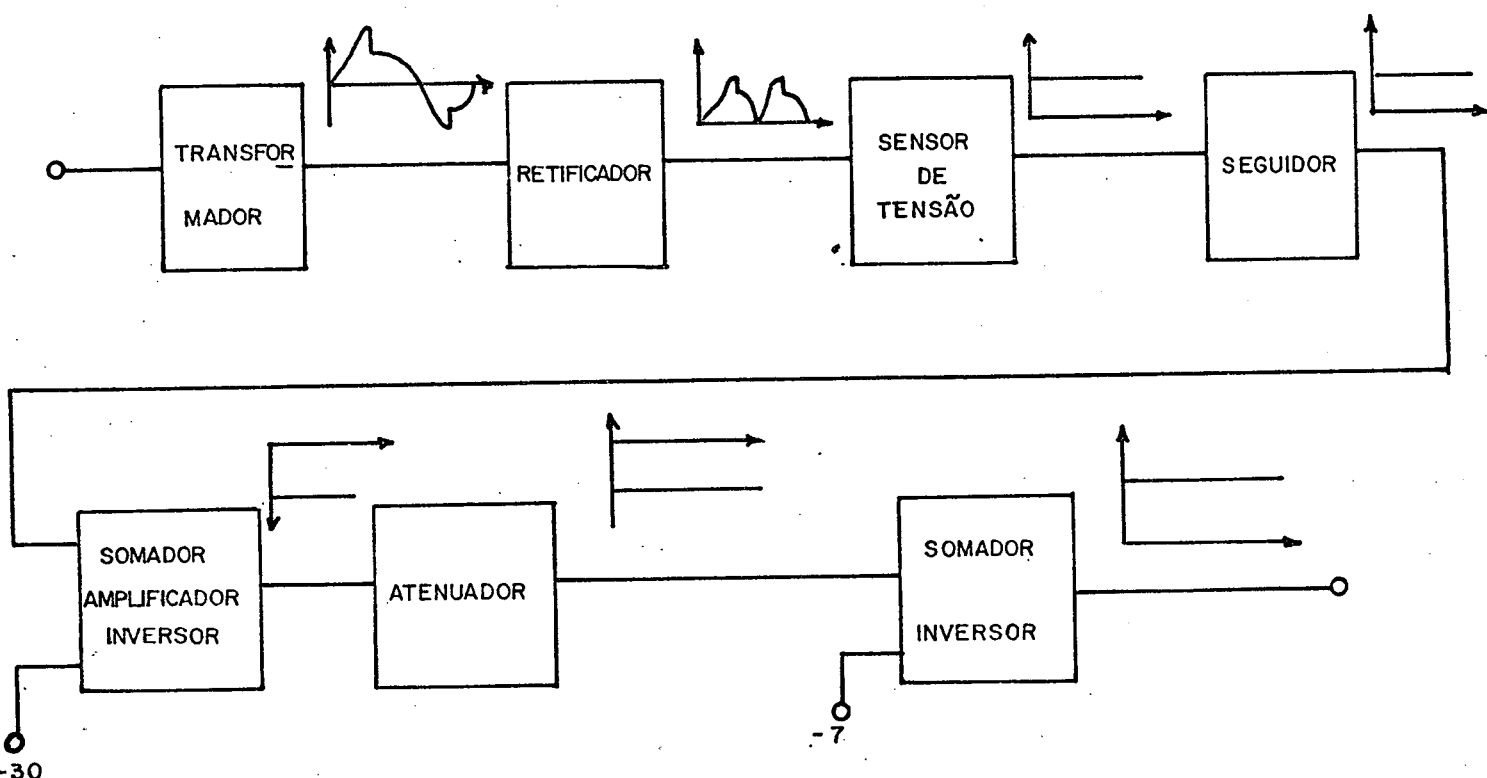 TRANSFOR
MADOR
RETIFICADOR
SENSOR
DE
TENSÃO
SEGUIDOR
SOMADOR
AMPLIFICADOR
INVERSOR
-30
ATENUADOR
SOMADOR
INVERSOR
-7